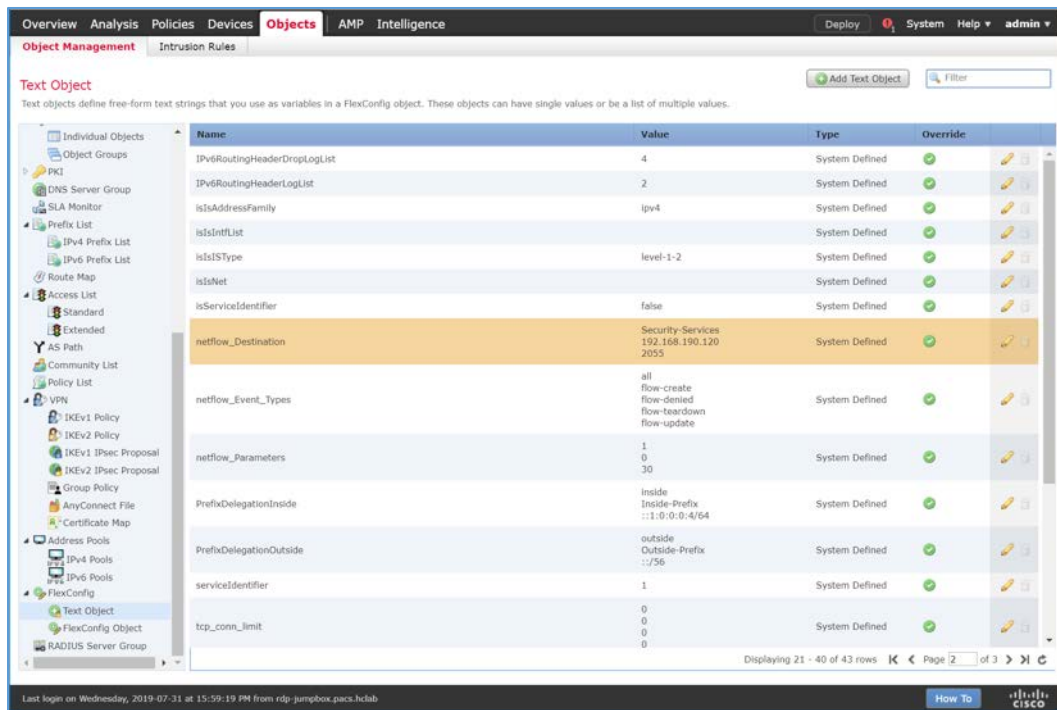 Overview Analysis Policies Devices Objects AMP Intelligence Deploy 1 System Help admin
Object Management Intrusion Rules
Text Object
Add Text Object Filter
Text objects define free-form text strings that you use as variables in a FlexConfig object. These objects can have single values or be a list of multiple values.
Individual Objects
Object Groups
PKI
DNS Server Group
SLA Monitor
Prefix List
IPv4 Prefix List
IPv6 Prefix List
Route Map
Access List
Standard
Extended
AS Path
Community List
Policy List
VPN
IKEv1 Policy
IKEv2 Policy
IKEv1 IPsec Proposal
IKEv2 IPsec Proposal
Group Policy
AnyConnect File
Certificate Map
Address Pools
IPv4 Pools
IPv6 Pools
FlexConfig
Text Object
FlexConfig Object
RADIUS Server Group
Name Value Type Override
IPv6RoutingHeaderDropLogList 4 System Defined
IPv6RoutingHeaderLogList 2 System Defined
isIsAddressFamily ipv4 System Defined
isIsIntfList System Defined
isIsISType level-1-2 System Defined
isIsNet System Defined
isServiceIdentifier false System Defined
netflow_Destination Security-Services System Defined
192.168.190.120
2055
netflow_Event_Types all System Defined
flow-create
flow-denied
flow-teardown
flow-update
netflow_Parameters 1 System Defined
0
30
PrefixDelegationInside inside System Defined
Inside-Prefix
::1:0:0:0:4/64
PrefixDelegationOutside outside System Defined
Outside-Prefix
::/56
serviceIdentifier 1 System Defined
tcp_conn_limit 0 System Defined
0
0
0
Displaying 21 - 40 of 43 rows Page 2 of 3
Last login on Wednesday, 2019-07-31 at 15:59:19 PM from rdp-jumpbox.pacs.hclab How To cisco